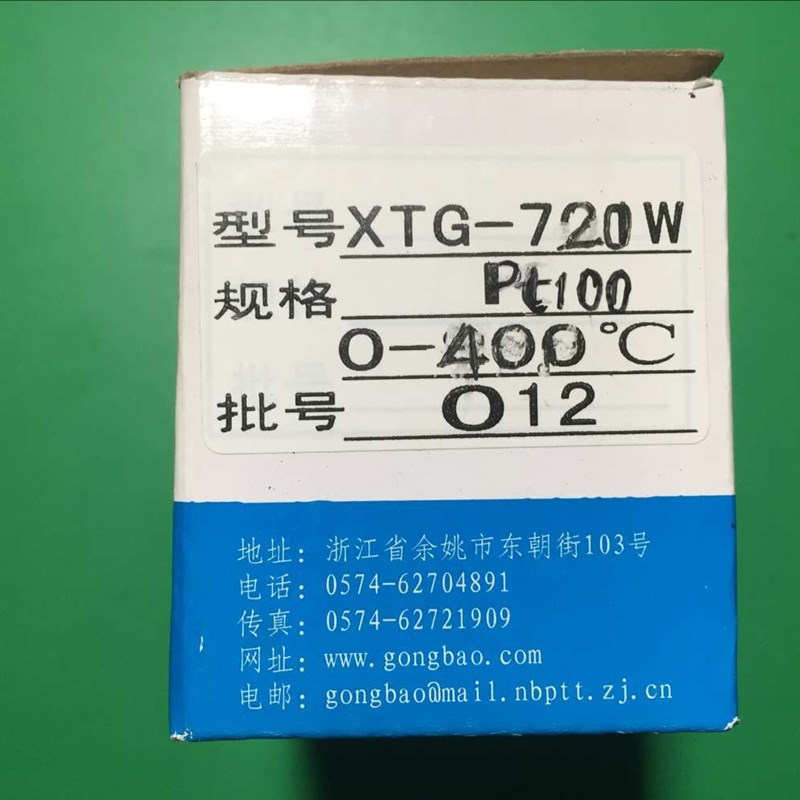 型号XTG-7201W
规格 Pt100
0-400℃
批号 012
地址：浙江省余姚市东朝街103号
电话：0574-62704891
传真：0574-62721909
网址：www.gongbao.com
电邮：gongbao@mail.nbptt.zj.cn